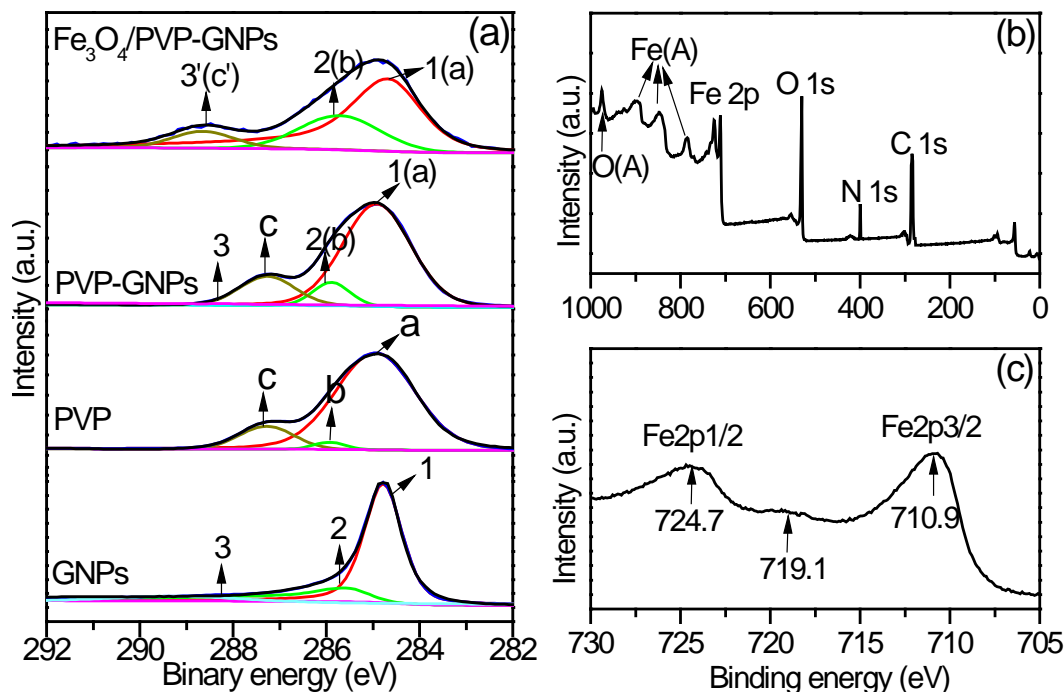 (a)
Fe3O4/PVP-GNPs
3'(c')
2(b)
1(a)
1(a)
3
c
2(b)
PVP-GNPs
a
c
b
PVP
1
3
2
GNPs
Intensity (a.u.)
292 290 288 286 284 282
Binary energy (eV)
(b)
Fe(A)
O(A)
Fe 2p
O 1s
N 1s
C 1s
Intensity (a.u.)
1000 800 600 400 200 0
(c)
Fe2p1/2
Fe2p3/2
724.7
719.1
710.9
Intensity (a.u.)
730 725 720 715 710 705
Binding energy (eV)